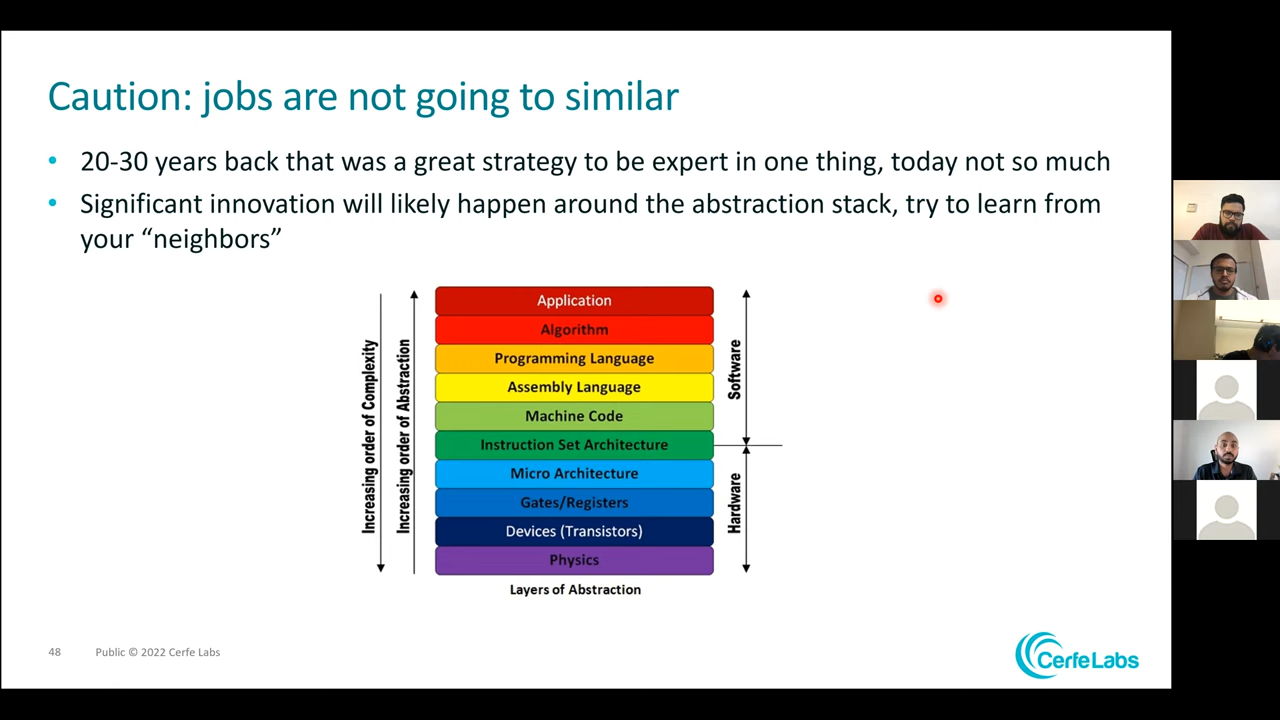 Caution: jobs are not going to similar
• 20-30 years back that was a great strategy to be expert in one thing, today not so much
• Significant innovation will likely happen around the abstraction stack, try to learn from
your “neighbors”
Increasing order of Complexity
Increasing order of Abstraction
Application
Algorithm
Programming Language
Assembly Language
Machine Code
Instruction Set Architecture
Micro Architecture
Gates/Registers
Devices (Transistors)
Physics
Software
Hardware
Layers of Abstraction
48
Public © 2022 Cerfe Labs
CerfeLabs